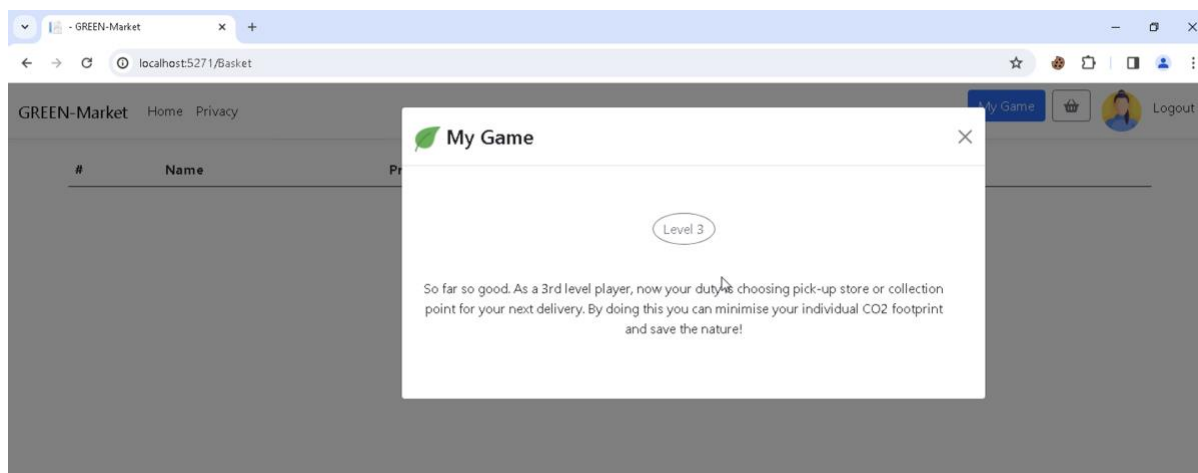 - GREEN-Market
localhost:5271/Basket
GREEN-Market Home Privacy
My Game
Logout
My Game
# Name Pr
Level 3
So far so good. As a 3rd level player, now your duty is choosing pick-up store or collection
point for your next delivery. By doing this you can minimise your individual CO2 footprint
and save the nature!